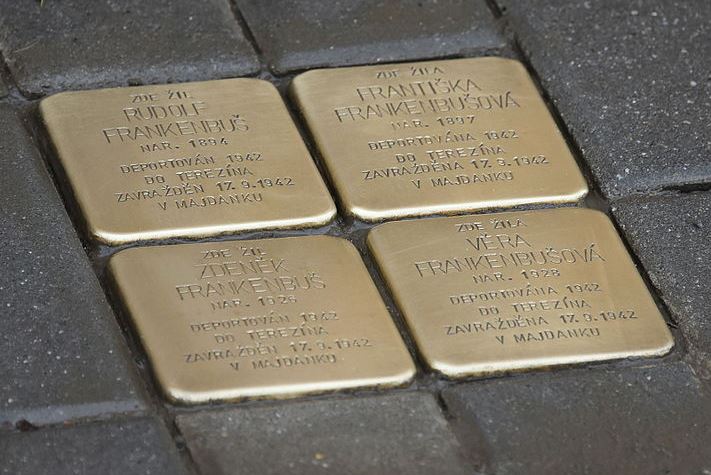 ZDE ŽIL
RUDOLF
FRANKENBUŠ
NAR. 1894
DEPORTOVÁN 1942
DO TEREZÍNA
ZAVRAŽDĚN 17.9.1942
V MAJDANKU
ZDE ŽILA
FRANTIŠKA
FRANKENBUŠOVÁ
NAR. 1897
DEPORTOVÁNA 1942
DO TEREZÍNA
ZAVRAŽDĚNA 17.9.1942
V MAJDANKU
ZDE ŽIL
ZDENĚK
FRANKENBUŠ
NAR. 1926
DEPORTOVÁN 1942
DO TEREZÍNA
ZAVRAŽDĚN 17.9.1942
V MAJDANKU
ZDE ŽILA
VĚRA
FRANKENBUŠOVÁ
NAR. 1928
DEPORTOVÁNA 1942
DO TEREZÍNA
ZAVRAŽDĚNA 17.9.1942
V MAJDANKU